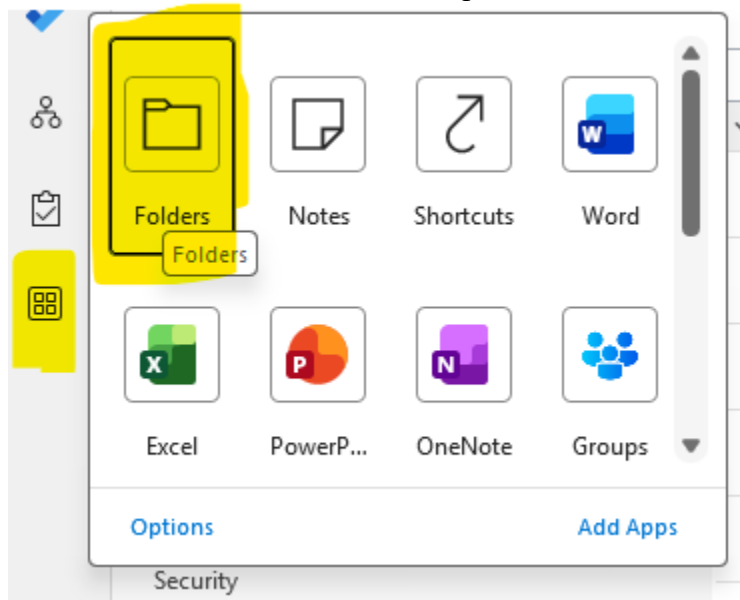 Folders Notes Shortcuts Word
Folders
Excel PowerP... OneNote Groups
Options Add Apps
Security